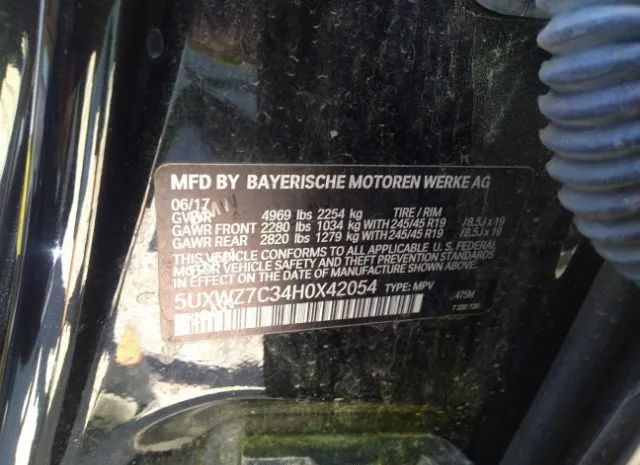 MFD BY BAYERISCHE MOTOREN WERKE AG
06/17
BMW
GVWR 4969 lbs 2254 kg TIRE / RIM
GAWR FRONT 2280 lbs 1034 kg WITH 245/45 R19 /8.5J x 19
GAWR REAR 2820 lbs 1279 kg WITH 245/45 R19 /8.5J x 19
THIS VEHICLE CONFORMS TO ALL APPLICABLE U.S. FEDERAL
MOTOR VEHICLE SAFETY AND THEFT PREVENTION STANDARDS
IN EFFECT ON THE DATE OF MANUFACTURE SHOWN ABOVE
5UXWZ7C34H0X42054 TYPE: MPV
475M